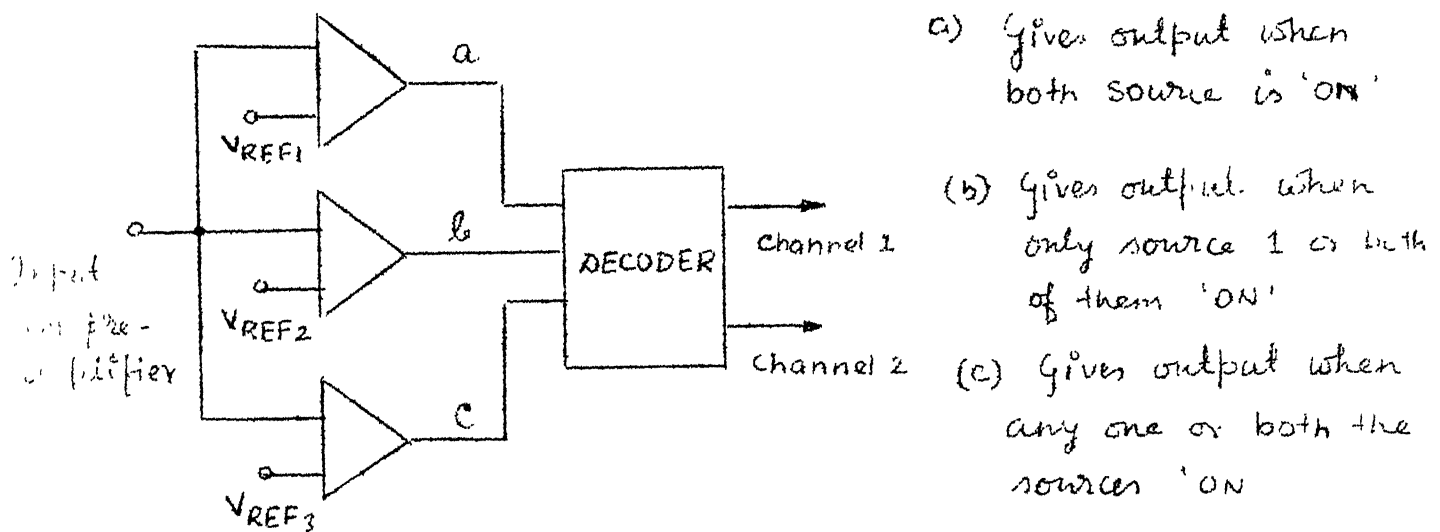 a
VREF1
b
VREF2
c
VREF3
DECODER
Channel 1
Channel 2
a) Gives output when
both source is 'ON'
(b) Gives output when
only source 1 or both
of them 'ON'
(c) Gives output when
any one or both the
sources 'ON